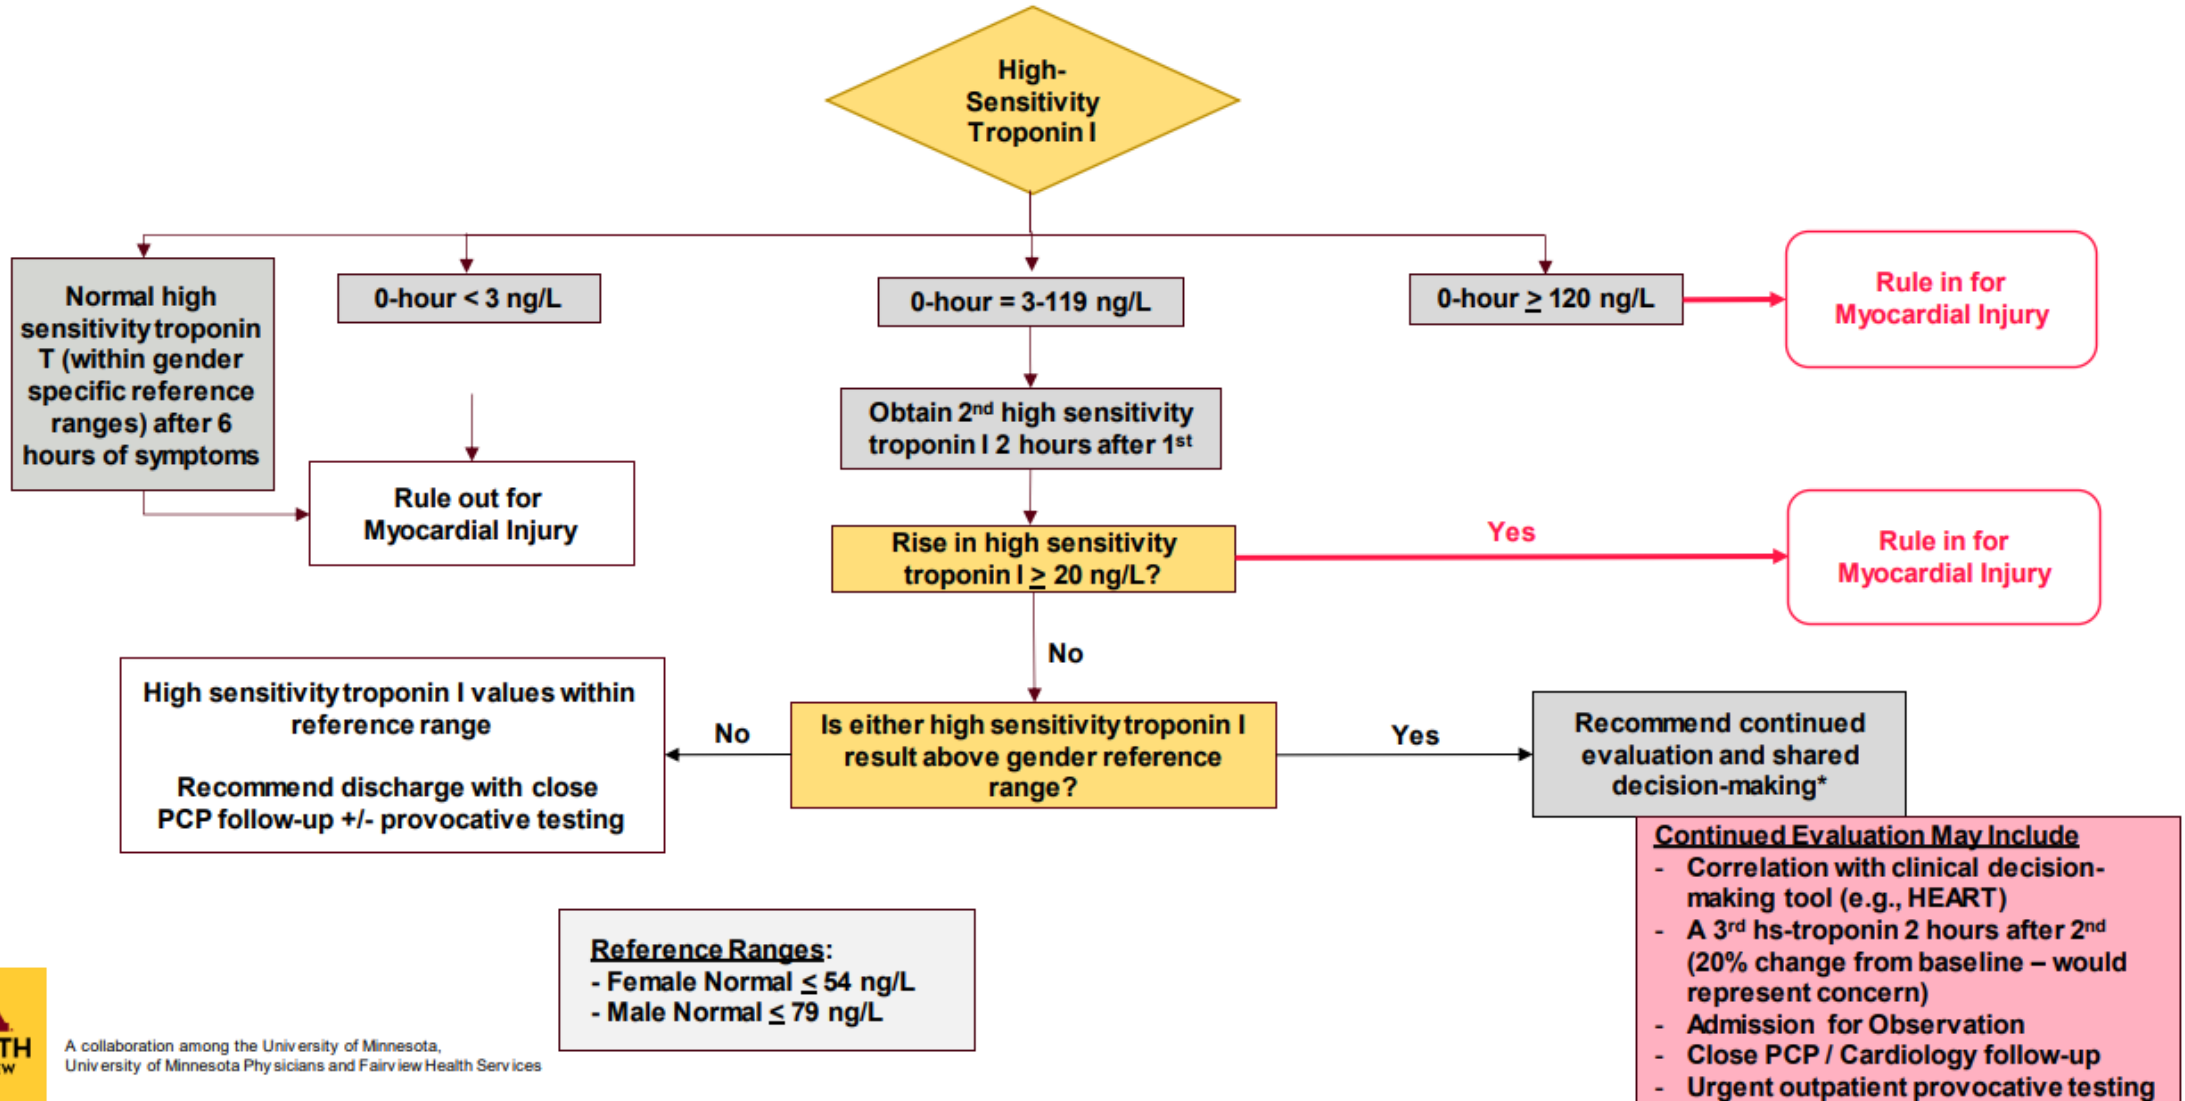 High-
Sensitivity
Troponin I
Normal high
sensitivity troponin
T (within gender
specific reference
ranges) after 6
hours of symptoms
0-hour < 3 ng/L
0-hour = 3-119 ng/L
0-hour ≥ 120 ng/L
Rule in for
Myocardial Injury
Obtain 2nd high sensitivity
troponin I 2 hours after 1st
Rule out for
Myocardial Injury
Rise in high sensitivity
troponin I ≥ 20 ng/L?
Yes
Rule in for
Myocardial Injury
No
High sensitivity troponin I values within
reference range
Recommend discharge with close
PCP follow-up +/- provocative testing
No
Is either high sensitivity troponin I
result above gender reference
range?
Yes
Recommend continued
evaluation and shared
decision-making*
Continued Evaluation May Include
- Correlation with clinical decision-
making tool (e.g., HEART)
- A 3rd hs-troponin 2 hours after 2nd
(20% change from baseline – would
represent concern)
- Admission for Observation
- Close PCP / Cardiology follow-up
- Urgent outpatient provocative testing
Reference Ranges:
- Female Normal ≤ 54 ng/L
- Male Normal ≤ 79 ng/L
A collaboration among the University of Minnesota,
University of Minnesota Physicians and Fairview Health Services